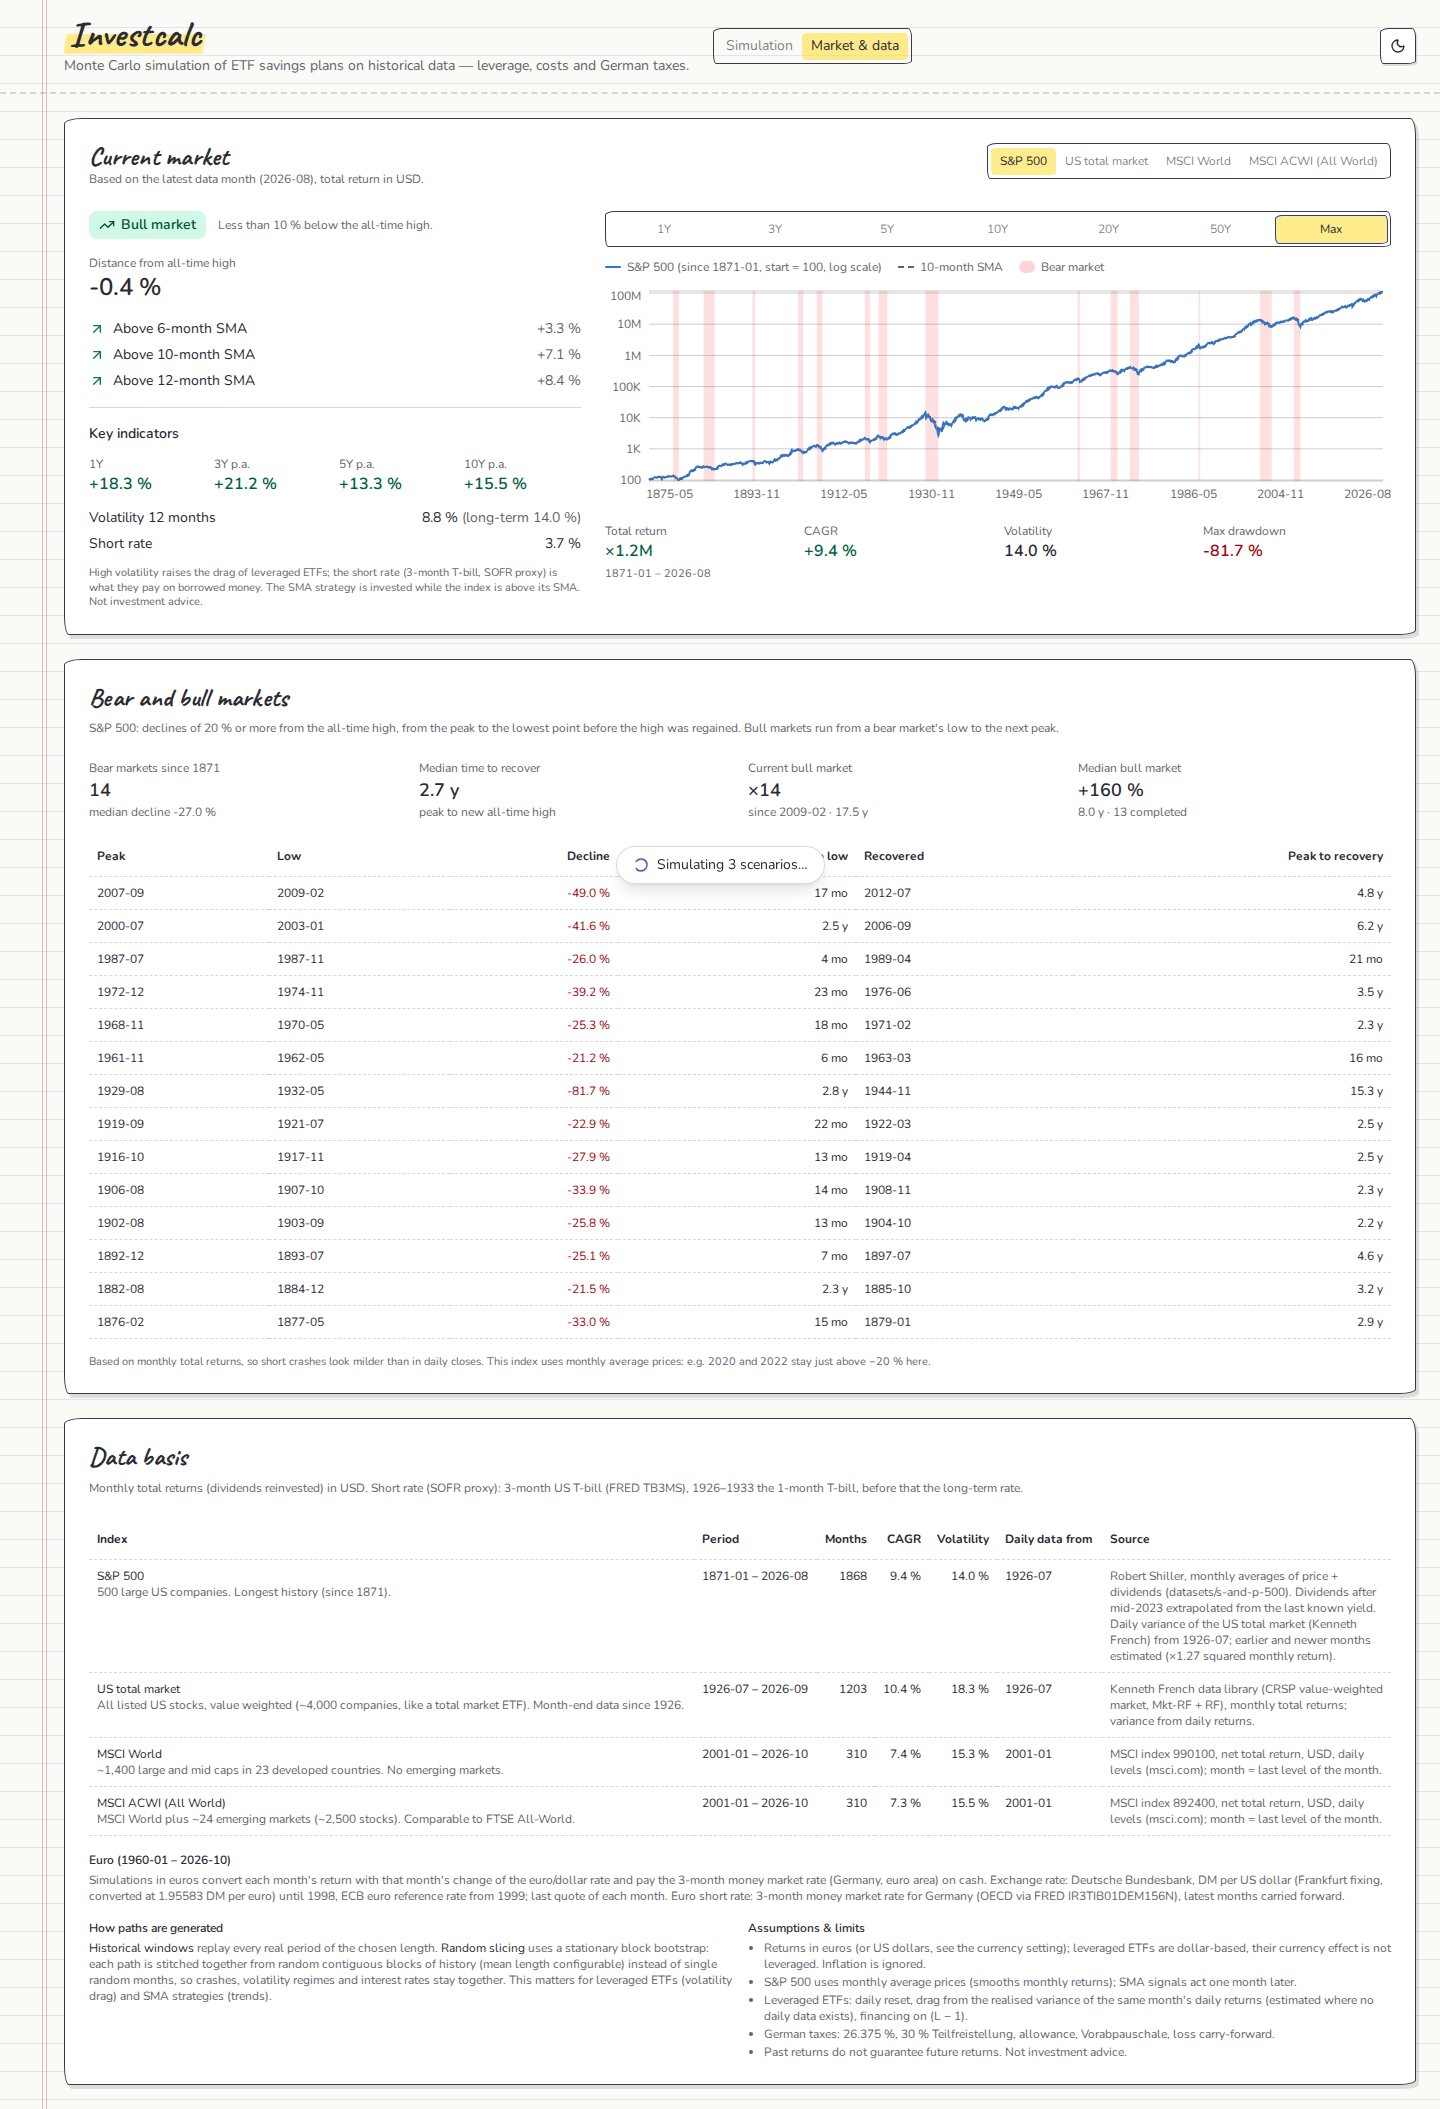 Investcalc
Monte Carlo simulation of ETF savings plans on historical data — leverage, costs and German taxes.
Simulation Market & data
Current market
Based on the latest data month (2026-08), total return in USD.
S&P 500 US total market MSCI World MSCI ACWI (All World)
Bull market Less than 10 % below the all-time high.
Distance from all-time high
-0.4 %
Above 6-month SMA +3.3 %
Above 10-month SMA +7.1 %
Above 12-month SMA +8.4 %
Key indicators
1Y 3Y p.a. 5Y p.a. 10Y p.a.
+18.3 % +21.2 % +13.3 % +15.5 %
Volatility 12 months 8.8 % (long-term 14.0 %)
Short rate 3.7 %
High volatility raises the drag of leveraged ETFs; the short rate (3-month T-bill, SOFR proxy) is
what they pay on borrowed money. The SMA strategy is invested while the index is above its SMA.
Not investment advice.
1Y 3Y 5Y 10Y 20Y 50Y Max
S&P 500 (since 1871-01, start = 100, log scale) 10-month SMA Bear market
100M
10M
1M
100K
10K
1K
100
1875-05 1893-11 1912-05 1930-11 1949-05 1967-11 1986-05 2004-11 2026-08
Total return CAGR Volatility Max drawdown
×1.2M +9.4 % 14.0 % -81.7 %
1871-01 – 2026-08
Bear and bull markets
S&P 500: declines of 20 % or more from the all-time high, from the peak to the lowest point before the high was regained. Bull markets run from a bear market's low to the next peak.
Bear markets since 1871 Median time to recover Current bull market Median bull market
14 2.7 y ×14 +160 %
median decline -27.0 % peak to new all-time high since 2009-02 · 17.5 y 8.0 y · 13 completed
Peak Low Decline low Recovered Peak to recovery
Simulating 3 scenarios...
2007-09 2009-02 -49.0 % 17 mo 2012-07 4.8 y
2000-07 2003-01 -41.6 % 2.5 y 2006-09 6.2 y
1987-07 1987-11 -26.0 % 4 mo 1989-04 21 mo
1972-12 1974-11 -39.2 % 23 mo 1976-06 3.5 y
1968-11 1970-05 -25.3 % 18 mo 1971-02 2.3 y
1961-11 1962-05 -21.2 % 6 mo 1963-03 16 mo
1929-08 1932-05 -81.7 % 2.8 y 1944-11 15.3 y
1919-09 1921-07 -22.9 % 22 mo 1922-03 2.5 y
1916-10 1917-11 -27.9 % 13 mo 1919-04 2.5 y
1906-08 1907-10 -33.9 % 14 mo 1908-11 2.3 y
1902-08 1903-09 -25.8 % 13 mo 1904-10 2.2 y
1892-12 1893-07 -25.1 % 7 mo 1897-07 4.6 y
1882-08 1884-12 -21.5 % 2.3 y 1885-10 3.2 y
1876-02 1877-05 -33.0 % 15 mo 1879-01 2.9 y
Based on monthly total returns, so short crashes look milder than in daily closes. This index uses monthly average prices: e.g. 2020 and 2022 stay just above −20 % here.
Data basis
Monthly total returns (dividends reinvested) in USD. Short rate (SOFR proxy): 3-month US T-bill (FRED TB3MS), 1926–1933 the 1-month T-bill, before that the long-term rate.
Index Period Months CAGR Volatility Daily data from Source
S&P 500 1871-01 – 2026-08 1868 9.4 % 14.0 % 1926-07 Robert Shiller, monthly averages of price +
500 large US companies. Longest history (since 1871). dividends (datasets/s-and-p-500). Dividends after
mid-2023 extrapolated from the last known yield.
Daily variance of the US total market (Kenneth
French) from 1926-07; earlier and newer months
estimated (×1.27 squared monthly return).
US total market 1926-07 – 2026-09 1203 10.4 % 18.3 % 1926-07 Kenneth French data library (CRSP value-weighted
All listed US stocks, value weighted (~4,000 companies, like a total market ETF). Month-end data since 1926. market, Mkt-RF + RF), monthly total returns;
variance from daily returns.
MSCI World 2001-01 – 2026-10 310 7.4 % 15.3 % 2001-01 MSCI index 990100, net total return, USD, daily
~1,400 large and mid caps in 23 developed countries. No emerging markets. levels (msci.com); month = last level of the month.
MSCI ACWI (All World) 2001-01 – 2026-10 310 7.3 % 15.5 % 2001-01 MSCI index 892400, net total return, USD, daily
MSCI World plus ~24 emerging markets (~2,500 stocks). Comparable to FTSE All-World. levels (msci.com); month = last level of the month.
Euro (1960-01 – 2026-10)
Simulations in euros convert each month's return with that month's change of the euro/dollar rate and pay the 3-month money market rate (Germany, euro area) on cash. Exchange rate: Deutsche Bundesbank, DM per US dollar (Frankfurt fixing,
converted at 1.95583 DM per euro) until 1998, ECB euro reference rate from 1999; last quote of each month. Euro short rate: 3-month money market rate for Germany (OECD via FRED IR3TIB01DEM156N), latest months carried forward.
How paths are generated
Historical windows replay every real period of the chosen length. Random slicing uses a stationary block bootstrap:
each path is stitched together from random contiguous blocks of history (mean length configurable) instead of single
random months, so crashes, volatility regimes and interest rates stay together. This matters for leveraged ETFs (volatility
drag) and SMA strategies (trends).
Assumptions & limits
• Returns in euros (or US dollars, see the currency setting); leveraged ETFs are dollar-based, their currency effect is not
leveraged. Inflation is ignored.
• S&P 500 uses monthly average prices (smooths monthly returns); SMA signals act one month later.
• Leveraged ETFs: daily reset, drag from the realised variance of the same month's daily returns (estimated where no
daily data exists), financing on (L − 1).
• German taxes: 26.375 %, 30 % Teilfreistellung, allowance, Vorabpauschale, loss carry-forward.
• Past returns do not guarantee future returns. Not investment advice.